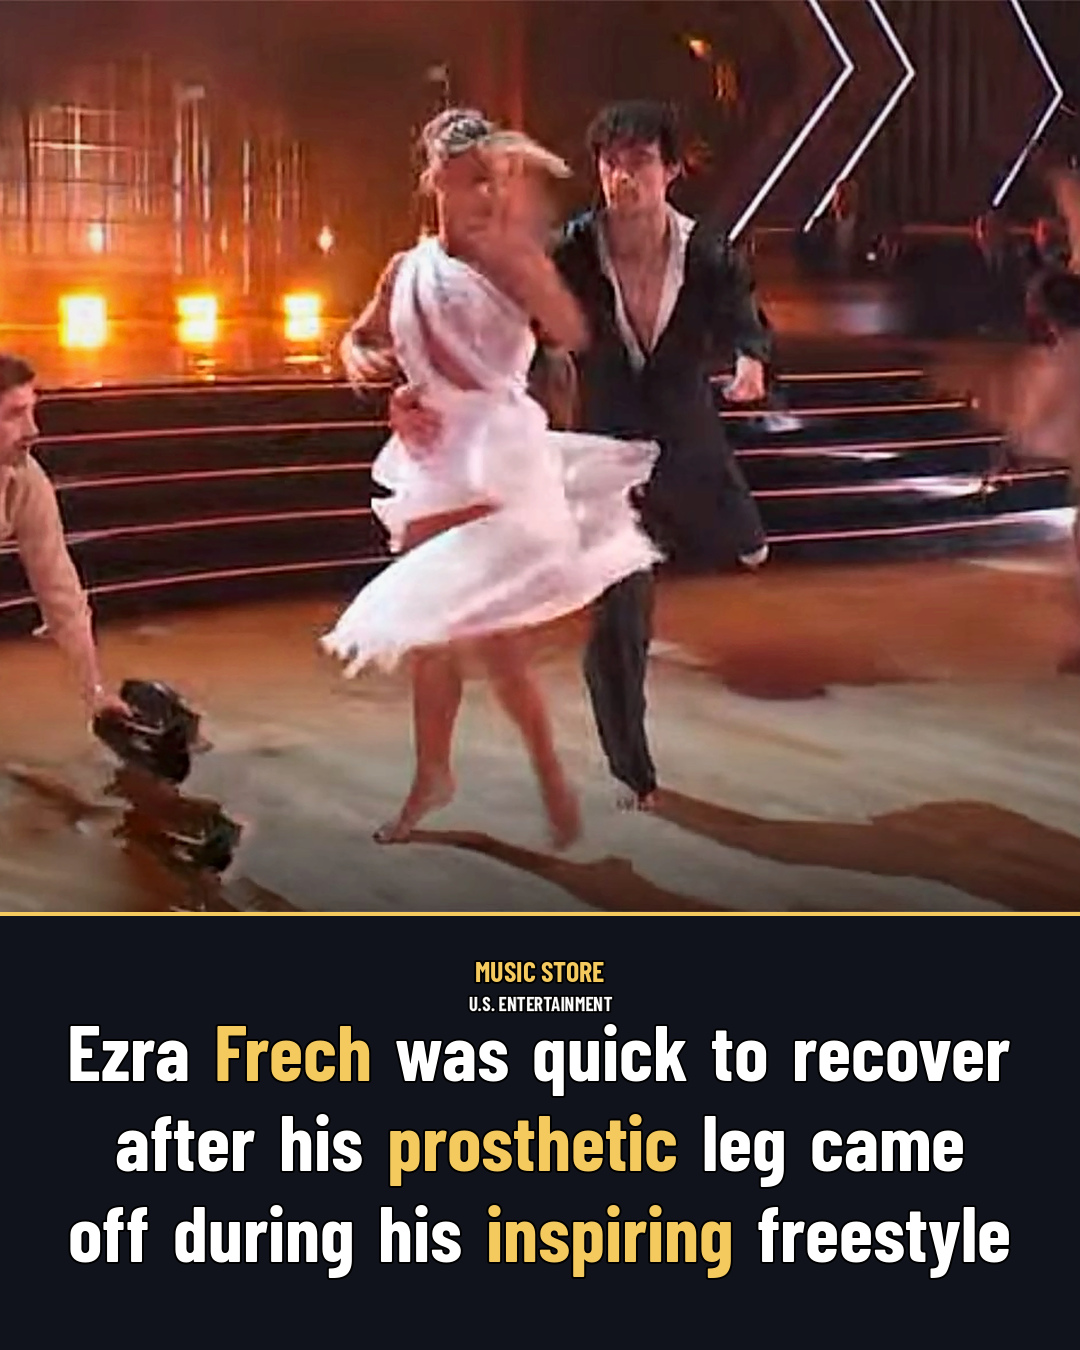 MUSIC STORE
U.S. ENTERTAINMENT
Ezra Frech was quick to recover
after his prosthetic leg came
off during his inspiring freestyle